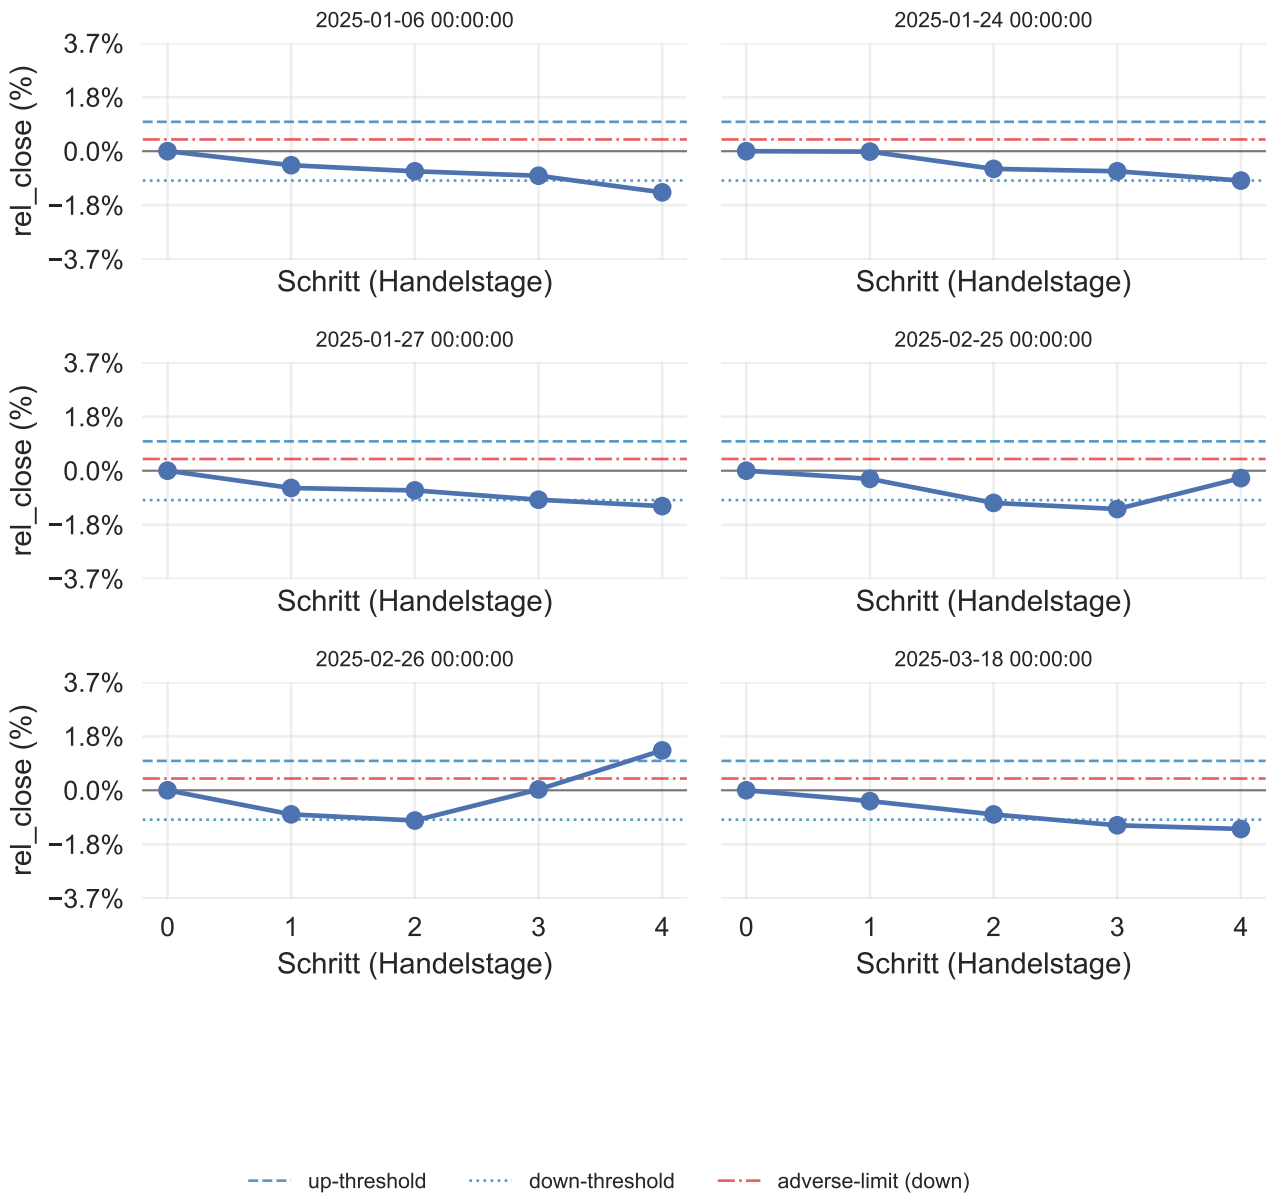 2025-01-06 00:00:00
2025-01-24 00:00:00
rel_close (%)
3.7%
1.8%
0.0%
−1.8%
−3.7%
Schritt (Handelstage)
Schritt (Handelstage)
2025-01-27 00:00:00
2025-02-25 00:00:00
rel_close (%)
3.7%
1.8%
0.0%
−1.8%
−3.7%
Schritt (Handelstage)
Schritt (Handelstage)
2025-02-26 00:00:00
2025-03-18 00:00:00
rel_close (%)
3.7%
1.8%
0.0%
−1.8%
−3.7%
0 1 2 3 4
0 1 2 3 4
Schritt (Handelstage)
Schritt (Handelstage)
up-threshold down-threshold adverse-limit (down)